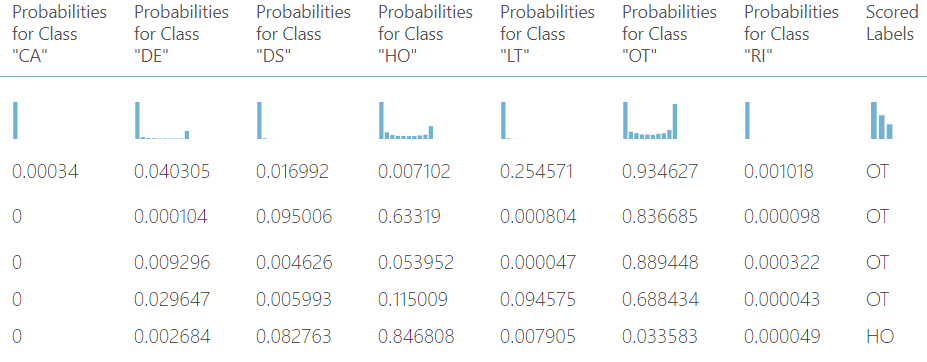 Probabilities for Class "CA" Probabilities for Class "DE" Probabilities for Class "DS" Probabilities for Class "HO" Probabilities for Class "LT" Probabilities for Class "OT" Probabilities for Class "RI" Scored Labels
0.00034 0.040305 0.016992 0.007102 0.254571 0.934627 0.001018 OT
0 0.000104 0.095006 0.63319 0.000804 0.836685 0.000098 OT
0 0.009296 0.004626 0.053952 0.000047 0.889448 0.000322 OT
0 0.029647 0.005993 0.115009 0.094575 0.688434 0.000043 OT
0 0.002684 0.082763 0.846808 0.007905 0.033583 0.000049 HO